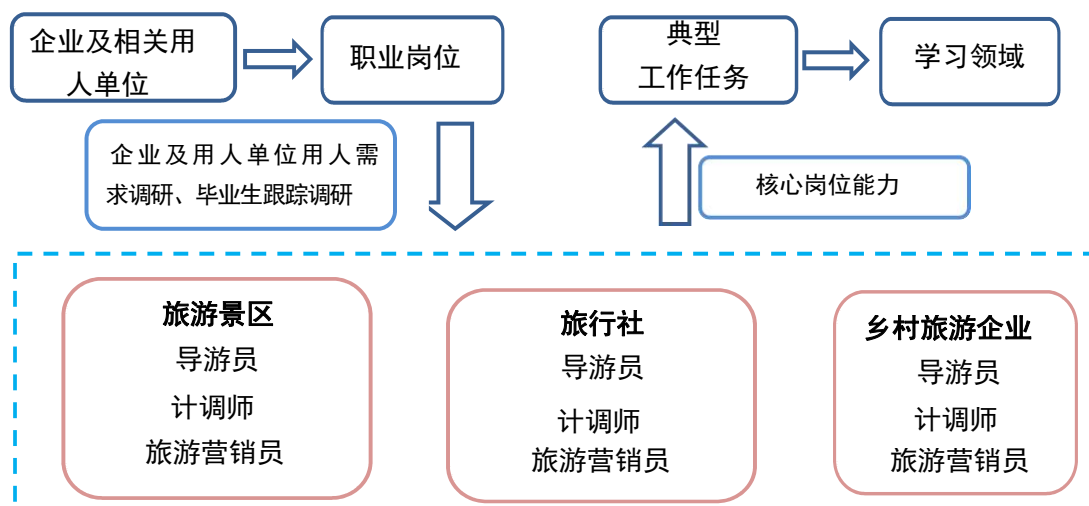 企业及相关用
人单位
职业岗位
典型
工作任务
学习领域
企业及用人单位用人需
求调研、毕业生跟踪调研
核心岗位能力
旅游景区
导游员
计调师
旅游营销员
旅行社
导游员
计调师
旅游营销员
乡村旅游企业
导游员
计调师
旅游营销员